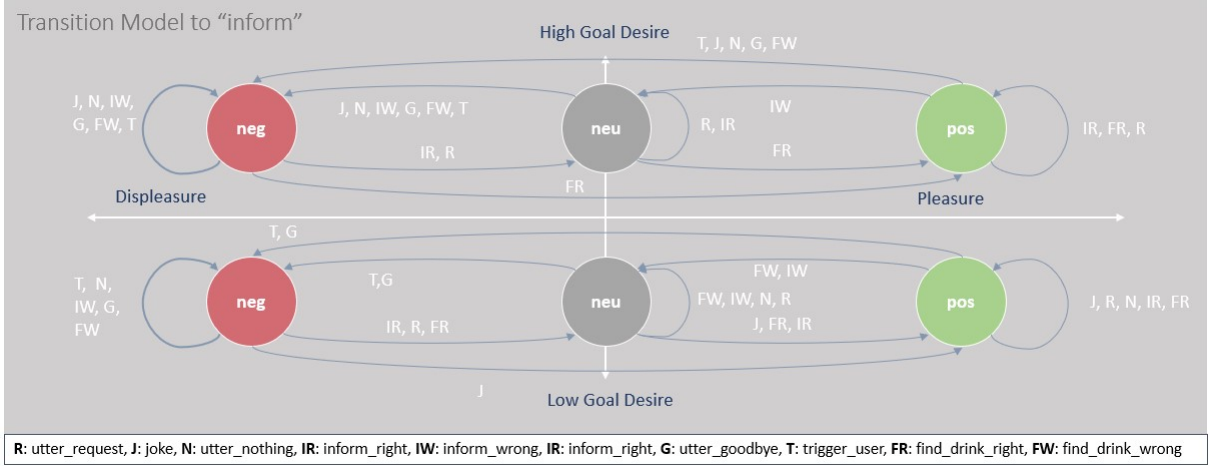 Transition Model to “inform”
High Goal Desire
T, J, N, G, FW
J, N, IW,
G, FW, T
neg
J, N, IW, G, FW, T
neu
R, IR
IW
pos
IR, FR, R
IR, R
FR
FR
Displeasure
Pleasure
T, G
T, N,
IW, G,
FW
neg
T,G
neu
FW, IW
FW, IW, N, R
pos
J, R, N, IR, FR
IR, R, FR
J, FR, IR
J
Low Goal Desire
R: utter_request, J: joke, N: utter_nothing, IR: inform_right, IW: inform_wrong, IR: inform_right, G: utter_goodbye, T: trigger_user, FR: find_drink_right, FW: find_drink_wrong